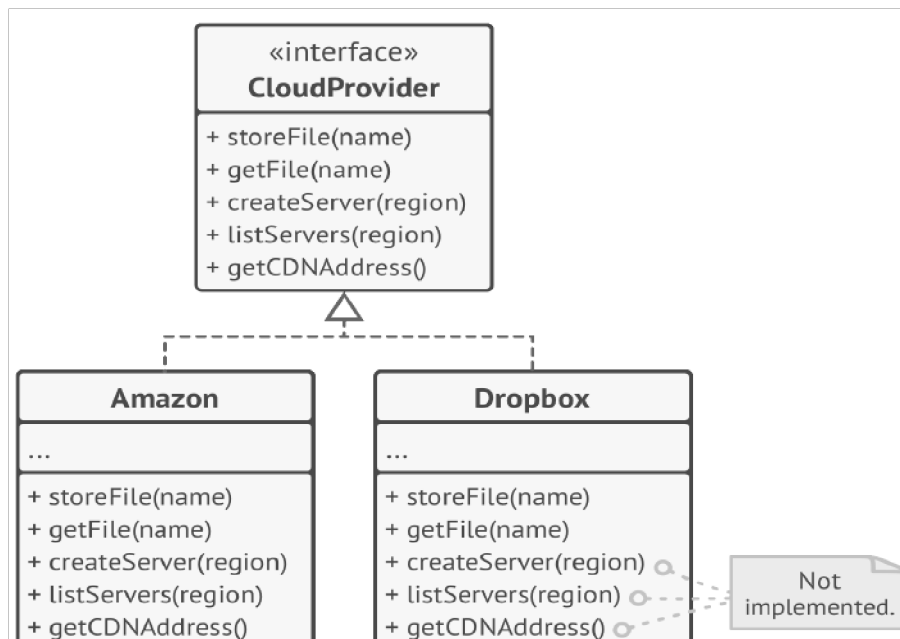 «interface»
CloudProvider
+ storeFile(name)
+ getFile(name)
+ createServer(region)
+ listServers(region)
+ getCDNAddress()
Amazon
...
+ storeFile(name)
+ getFile(name)
+ createServer(region)
+ listServers(region)
+ getCDNAddress()
Dropbox
...
+ storeFile(name)
+ getFile(name)
+ createServer(region)
+ listServers(region)
+ getCDNAddress()
Not
implemented.